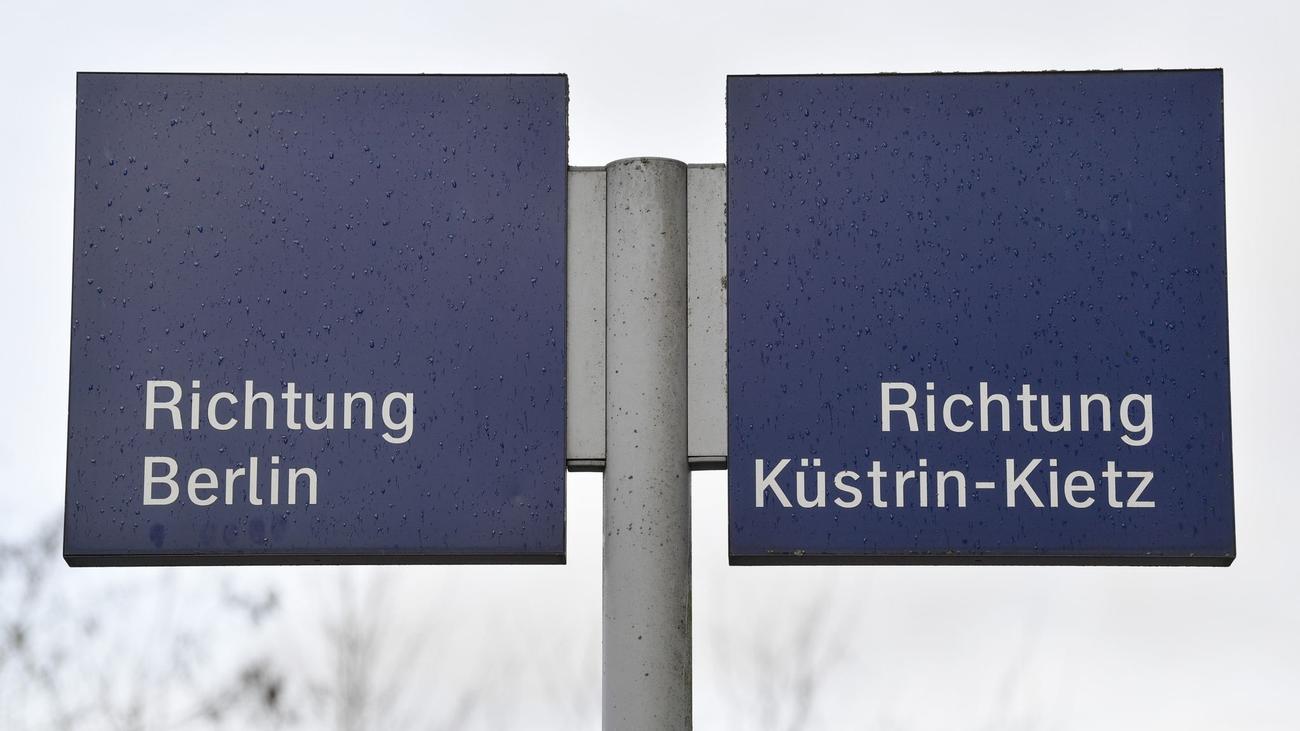 Richtung
Berlin
Richtung
Küstrin-Kietz